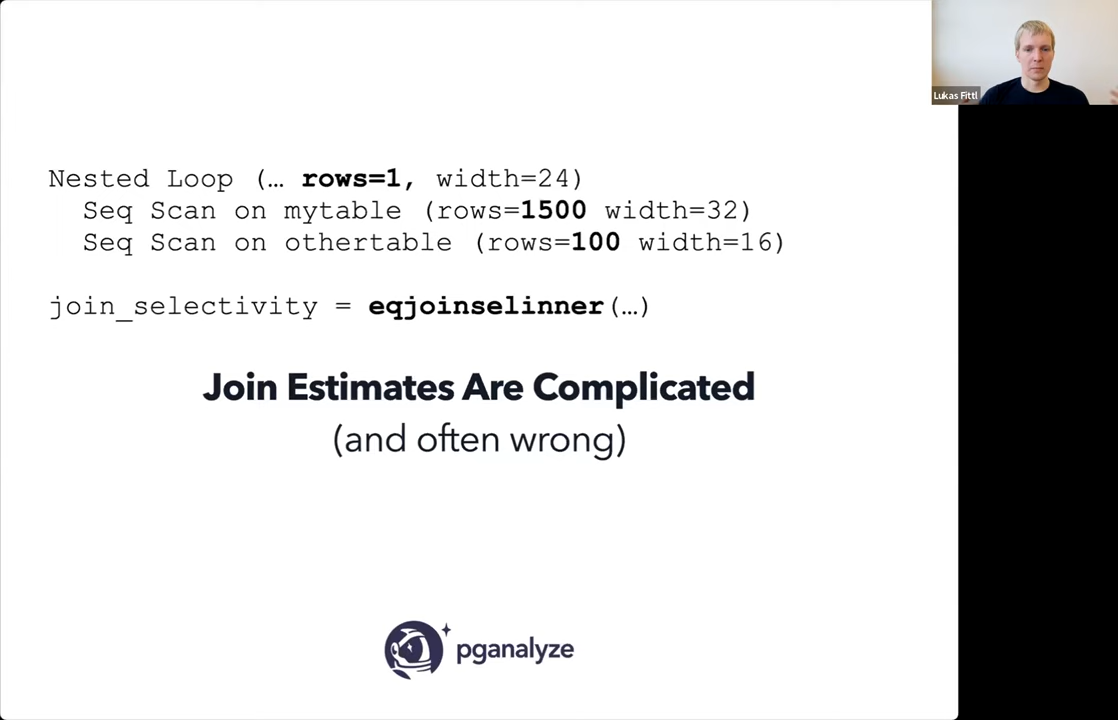 Nested Loop (… rows=1, width=24)
Seq Scan on mytable (rows=1500 width=32)
Seq Scan on othertable (rows=100 width=16)
join_selectivity = eqjoinselinner(…)
Join Estimates Are Complicated
(and often wrong)
pganalyze
Lukas Fittl